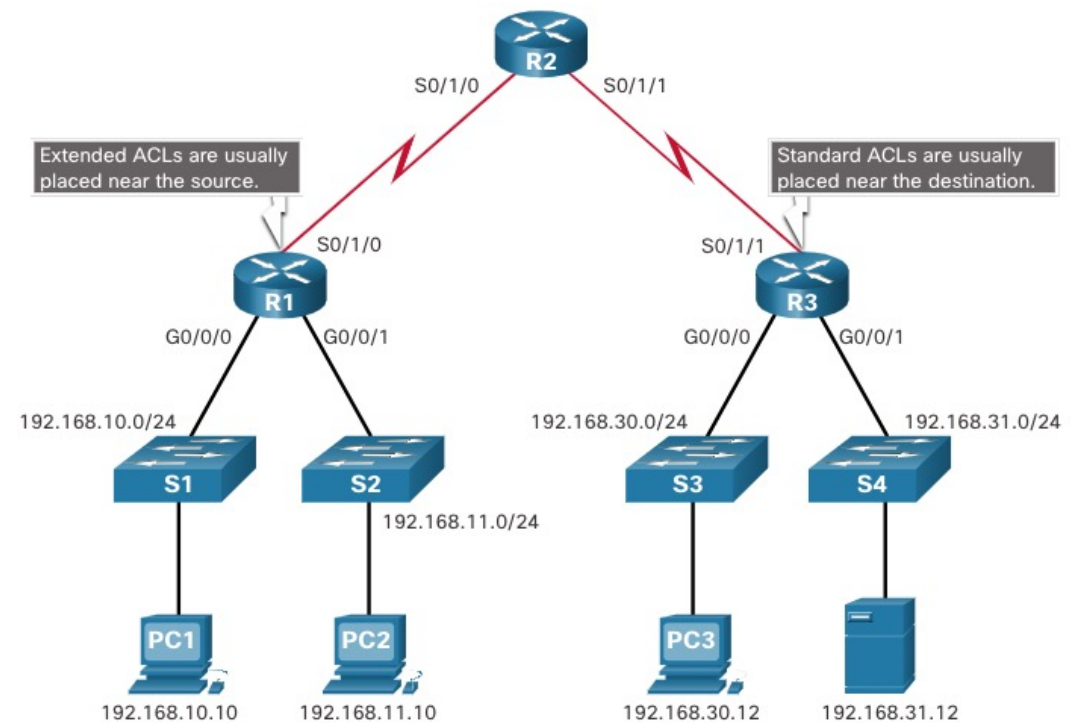 R2
S0/1/0
S0/1/1
Extended ACLs are usually
placed near the source.
Standard ACLs are usually
placed near the destination.
S0/1/0
S0/1/1
R1
R3
G0/0/0
G0/0/1
G0/0/0
G0/0/1
192.168.10.0/24
192.168.30.0/24
192.168.31.0/24
S1
S2
S3
S4
192.168.11.0/24
PC1
PC2
PC3
192.168.10.10
192.168.11.10
192.168.30.12
192.168.31.12